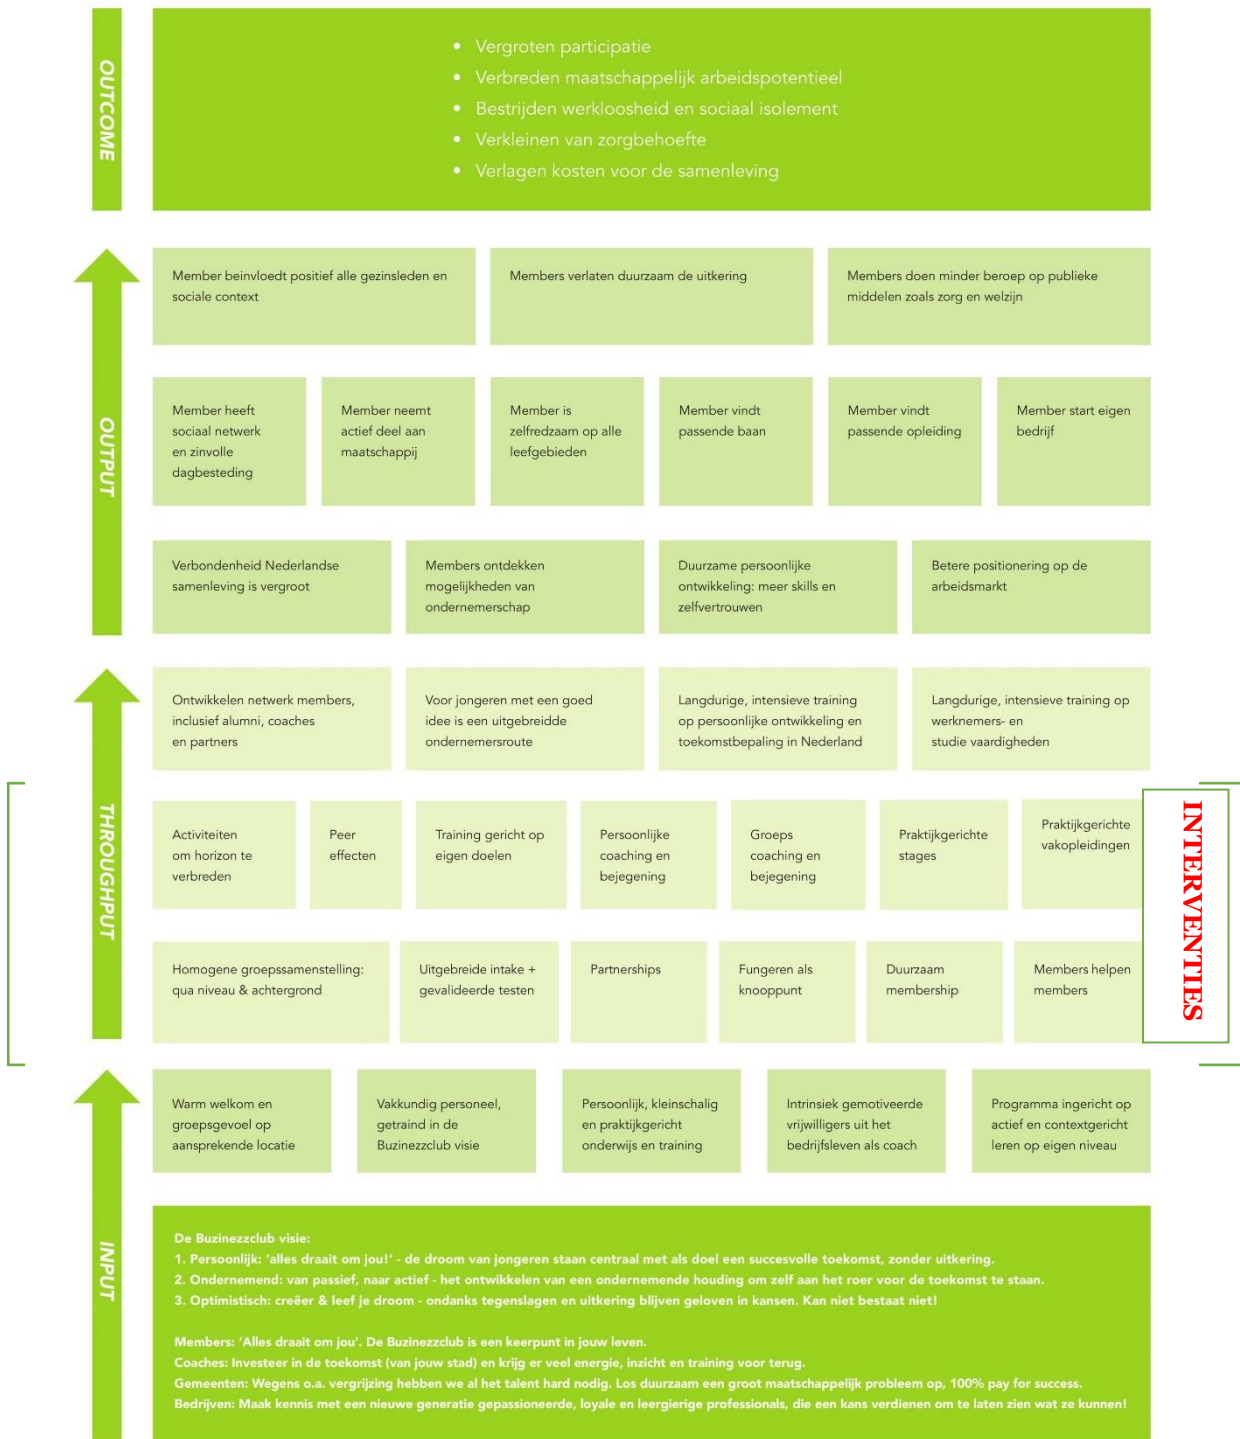 OUTCOME
• Vergroten participatie
• Verbreden maatschappelijk arbeidspotentieel
• Bestrijden werkloosheid en sociaal isolement
• Verkleinen van zorgbehoefte
• Verlagen kosten voor de samenleving
OUTPUT
Member beinvloedt positief alle gezinsleden en
sociale context
Members verlaten duurzaam de uitkering
Members doen minder beroep op publieke
middelen zoals zorg en welzijn
Member heeft
sociaal netwerk
en zinvolle
dagbesteding
Member neemt
actief deel aan
maatschappij
Member is
zelfredzaam op alle
leefgebieden
Member vindt
passende baan
Member vindt
passende opleiding
Member start eigen
bedrijf
Verbondenheid Nederlandse
samenleving is vergroot
Members ontdekken
mogelijkheden van
ondernemerschap
Duurzame persoonlijke
ontwikkeling: meer skills en
zelfvertrouwen
Betere positionering op de
arbeidsmarkt
THROUGHPUT
Ontwikkelen netwerk members,
inclusief alumni, coaches
en partners
Voor jongeren met een goed
idee is een uitgebreidde
ondernemersroute
Langdurige, intensieve training
op persoonlijke ontwikkeling en
toekomstbepaling in Nederland
Langdurige, intensieve training op
werknemers- en
studie vaardigheden
Activiteiten
om horizon te
verbreden
Peer
effecten
Training gericht op
eigen doelen
Persoonlijke
coaching en
bejegening
Groeps
coaching en
bejegening
Praktijkgerichte
stages
Praktijkgerichte
vakopleidingen
INTERVENTIES
Homogene groepssamenstelling:
qua niveau & achtergrond
Uitgebreide intake +
gevalideerde testen
Partnerships
Fungeren als
knooppunt
Duurzaam
membership
Members helpen
members
INPUT
Warm welkom en
groepsgevoel op
aansprekende locatie
Vakkundig personeel,
getraind in de
Buzinezzclub visie
Persoonlijk, kleinschalig
en praktijkgericht
onderwijs en training
Intrinsiek gemotiveerde
vrijwilligers uit het
bedrijfsleven als coach
Programma ingericht op
actief en contextgericht
leren op eigen niveau
De Buzinezzclub visie:
1. Persoonlijk: ‘alles draait om jou!’ - de droom van jongeren staan centraal met als doel een succesvolle toekomst, zonder uitkering.
2. Ondernemend: van passief, naar actief - het ontwikkelen van een ondernemende houding om zelf aan het roer voor de toekomst te staan.
3. Optimistisch: creëer & leef je droom - ondanks tegenslagen en uitkering blijven geloven in kansen. Kan niet bestaat niet!
Members: ‘Alles draait om jou’. De Buzinezzclub is een keerpunt in jouw leven.
Coaches: Investeer in de toekomst (van jouw stad) en krijg er veel energie, inzicht en training voor terug.
Gemeenten: Wegens o.a. vergrijzing hebben we al het talent hard nodig. Los duurzaam een groot maatschappelijk probleem op, 100% pay for success.
Bedrijven: Maak kennis met een nieuwe generatie gepassioneerde, loyale en leergierige professionals, die een kans verdienen om te laten zien wat ze kunnen!